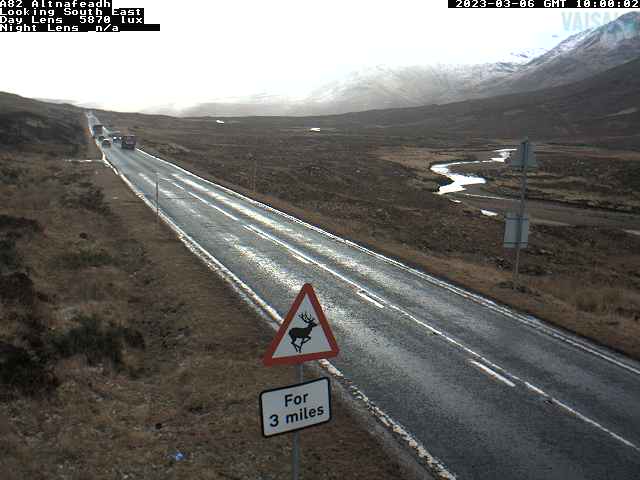 A82 Altnafeadh
Looking South East
Day Lens 5870 lux
Night Lens n/a
2023-03-06 GMT 10:00:02
VAISALA
For
3 miles